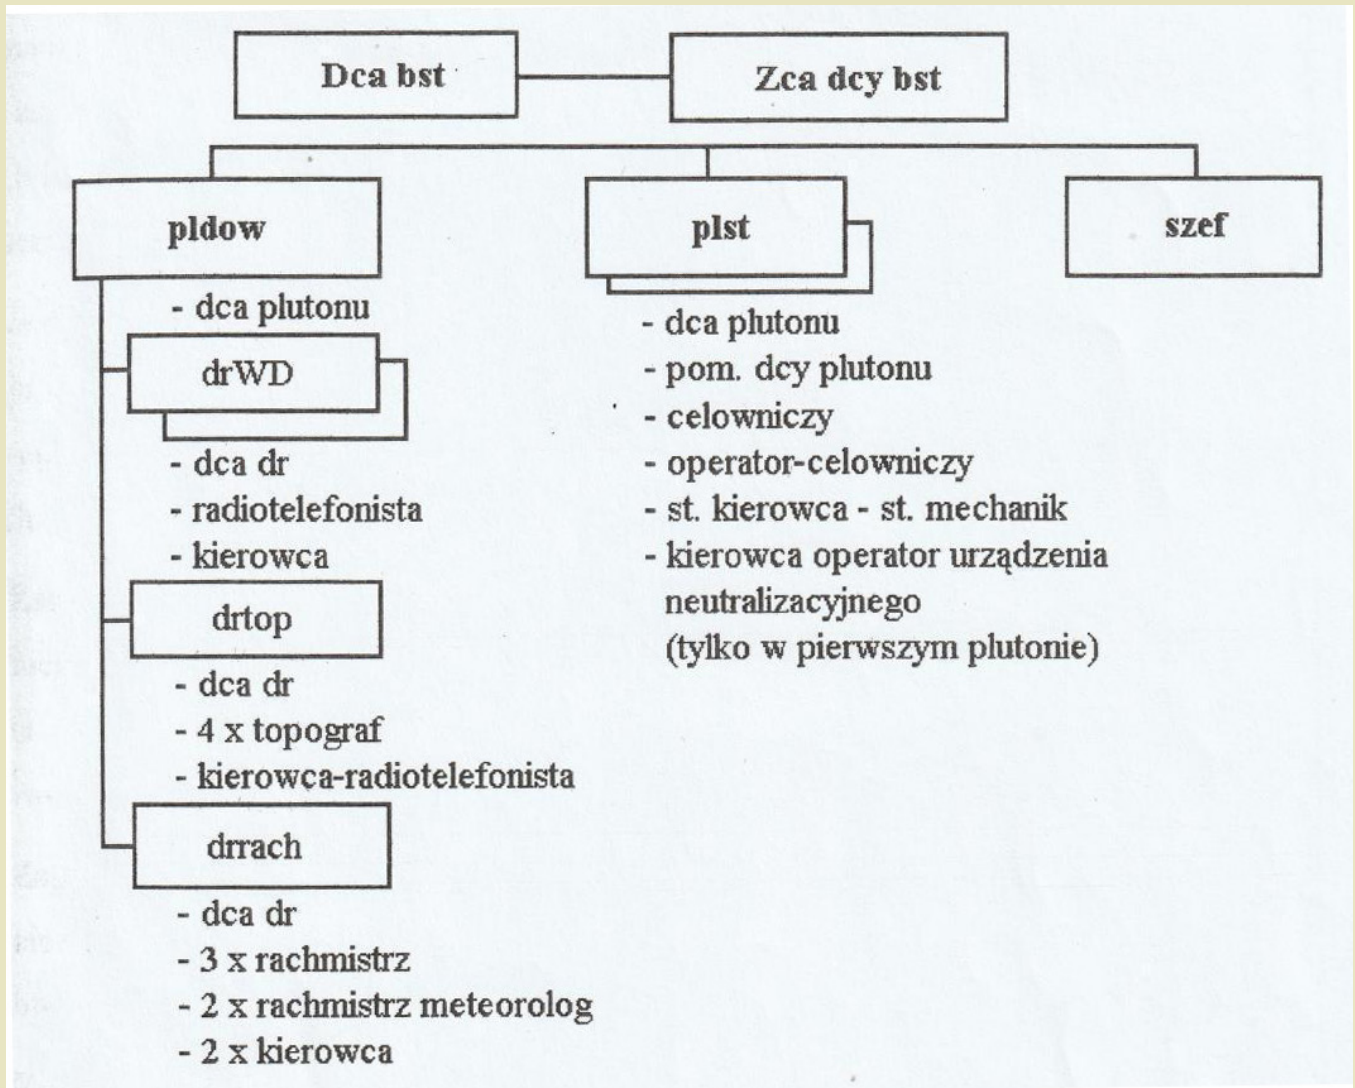 Dca bst
Zca dcy bst
pldow
- dca plutonu
drWD
- dca dr
- radiotelefonista
- kierowca
drtop
- dca dr
- 4 x topograf
- kierowca-radiotelefonista
drrach
- dca dr
- 3 x rachmistrz
- 2 x rachmistrz meteorolog
- 2 x kierowca
plst
- dca plutonu
- pom. dcy plutonu
- celowniczy
- operator-celowniczy
- st. kierowca - st. mechanik
- kierowca operator urządzenia
neutralizacyjnego
(tylko w pierwszym plutonie)
szef